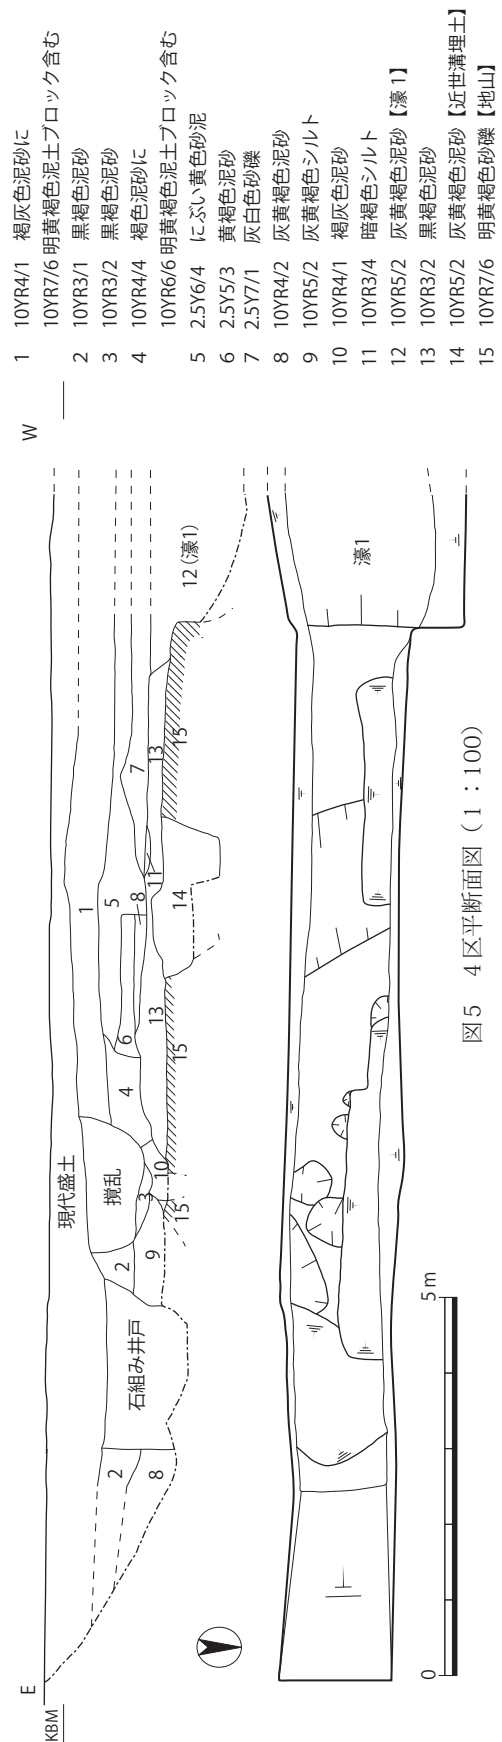 E
W
KBM
現代盛土
撹乱
石組み井戸
1
2
2
3
4
5
6
7
8
8
9
10
11
12（濠1）
13
13
14
15
15
15
濠1
0
5m
図5　4区平断面図（1：100）
1　10YR4/1　褐灰色泥砂に
10YR7/6 明黄褐色泥土ブロック含む
2　10YR3/1　黒褐色泥砂
3　10YR3/2　黒褐色泥砂
4　10YR4/4　褐色泥砂に
10YR6/6 明黄褐色泥土ブロック含む
5　2.5Y6/4　にぶい黄色砂泥
6　2.5Y5/3　黄褐色泥砂
7　2.5Y7/1　灰白色砂礫
8　10YR4/2　灰黄褐色泥砂
9　10YR5/2　灰黄褐色シルト
10　10YR4/1　褐灰色泥砂
11　10YR3/4　暗褐色シルト
12　10YR5/2　灰黄褐色泥砂【濠1】
13　10YR3/2　黒褐色泥砂
14　10YR5/2　灰黄褐色泥砂【近世溝埋土】
15　10YR7/6　明黄褐色砂礫【地山】